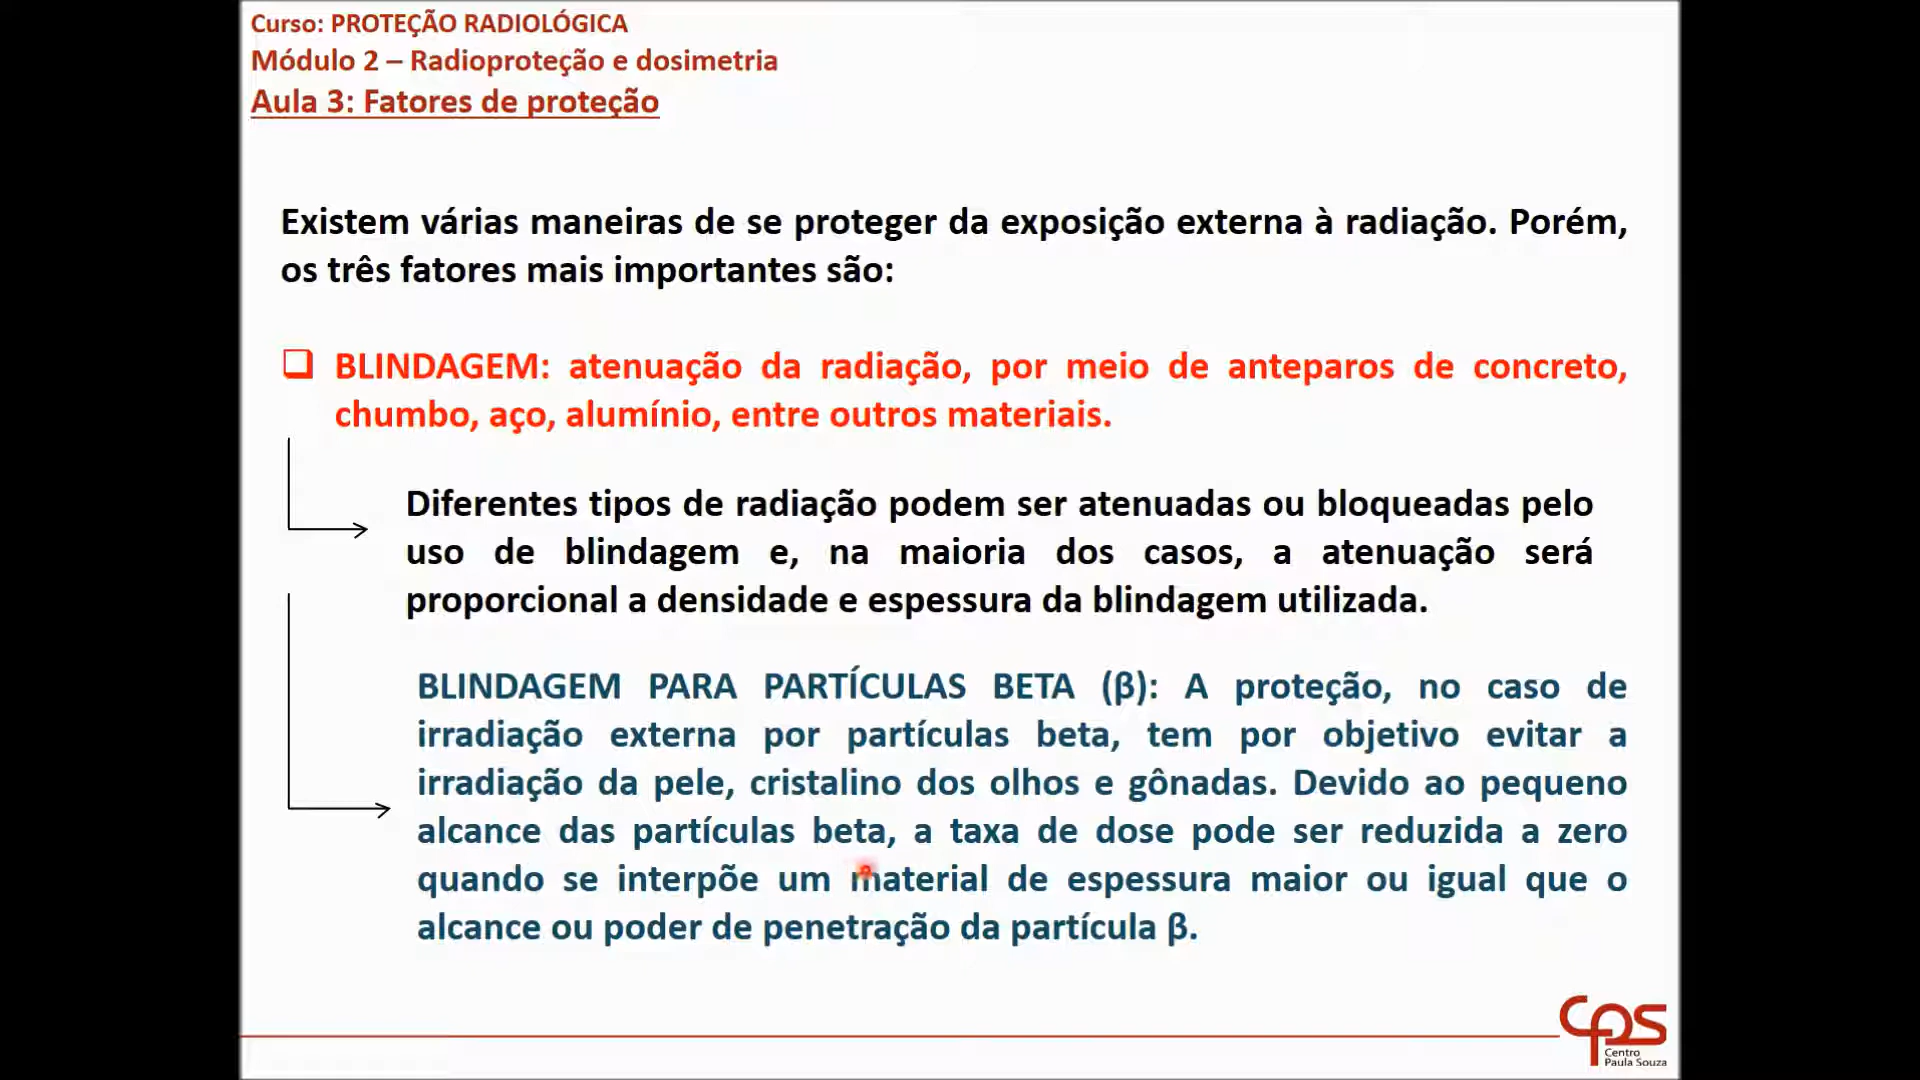 Curso: PROTEÇÃO RADIOLÓGICA
Módulo 2 – Radioproteção e dosimetria
Aula 3: Fatores de proteção
Existem várias maneiras de se proteger da exposição externa à radiação. Porém,
os três fatores mais importantes são:
BLINDAGEM: atenuação da radiação, por meio de anteparos de concreto,
chumbo, aço, alumínio, entre outros materiais.
Diferentes tipos de radiação podem ser atenuadas ou bloqueadas pelo
uso de blindagem e, na maioria dos casos, a atenuação será
proporcional a densidade e espessura da blindagem utilizada.
BLINDAGEM PARA PARTÍCULAS BETA (β): A proteção, no caso de
irradiação externa por partículas beta, tem por objetivo evitar a
irradiação da pele, cristalino dos olhos e gônadas. Devido ao pequeno
alcance das partículas beta, a taxa de dose pode ser reduzida a zero
quando se interpõe um material de espessura maior ou igual que o
alcance ou poder de penetração da partícula β.
cps
Centro
Paula Souza